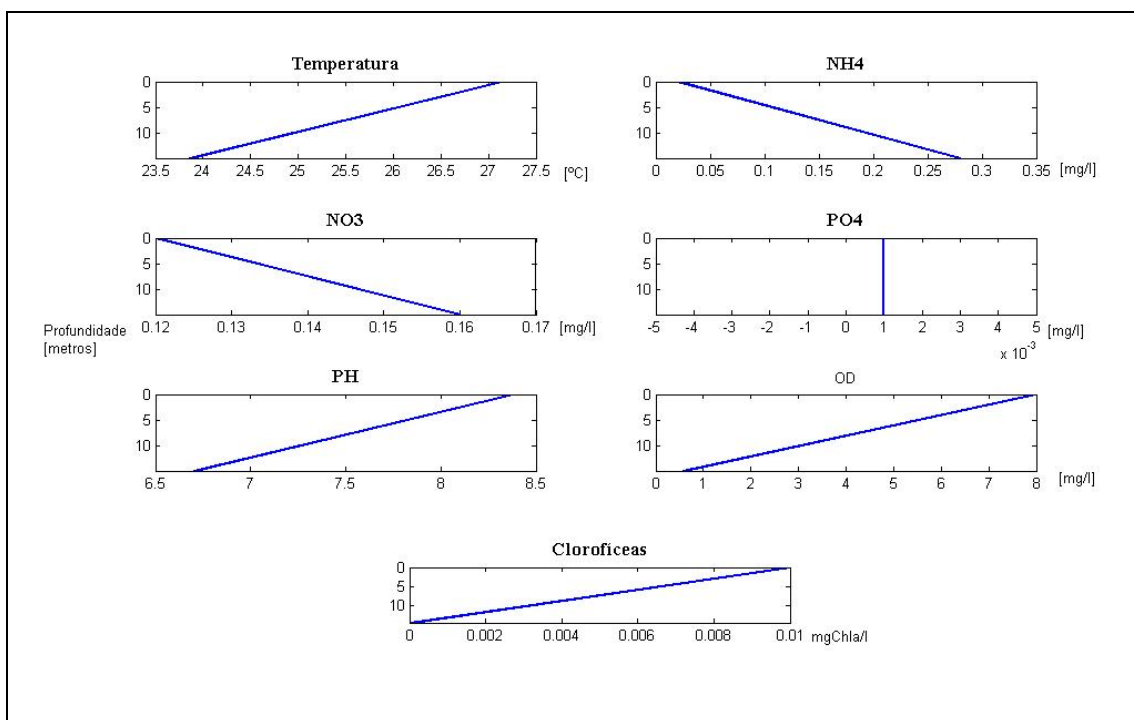 Temperatura
0
5
10
23.5 24 24.5 25 25.5 26 26.5 27 27.5 [ºC]
NH4
0
5
10
0 0.05 0.1 0.15 0.2 0.25 0.3 0.35 [mg/l]
NO3
0
5
10
0.12 0.13 0.14 0.15 0.16 0.17 [mg/l]
PO4
0
5
10
-5 -4 -3 -2 -1 0 1 2 3 4 5 [mg/l]
x 10-3
Profundidade
[metros]
PH
0
5
10
6.5 7 7.5 8 8.5
OD
0
5
10
0 1 2 3 4 5 6 7 8 [mg/l]
Clorofíceas
0
5
10
0 0.002 0.004 0.006 0.008 0.01 mgChla/l